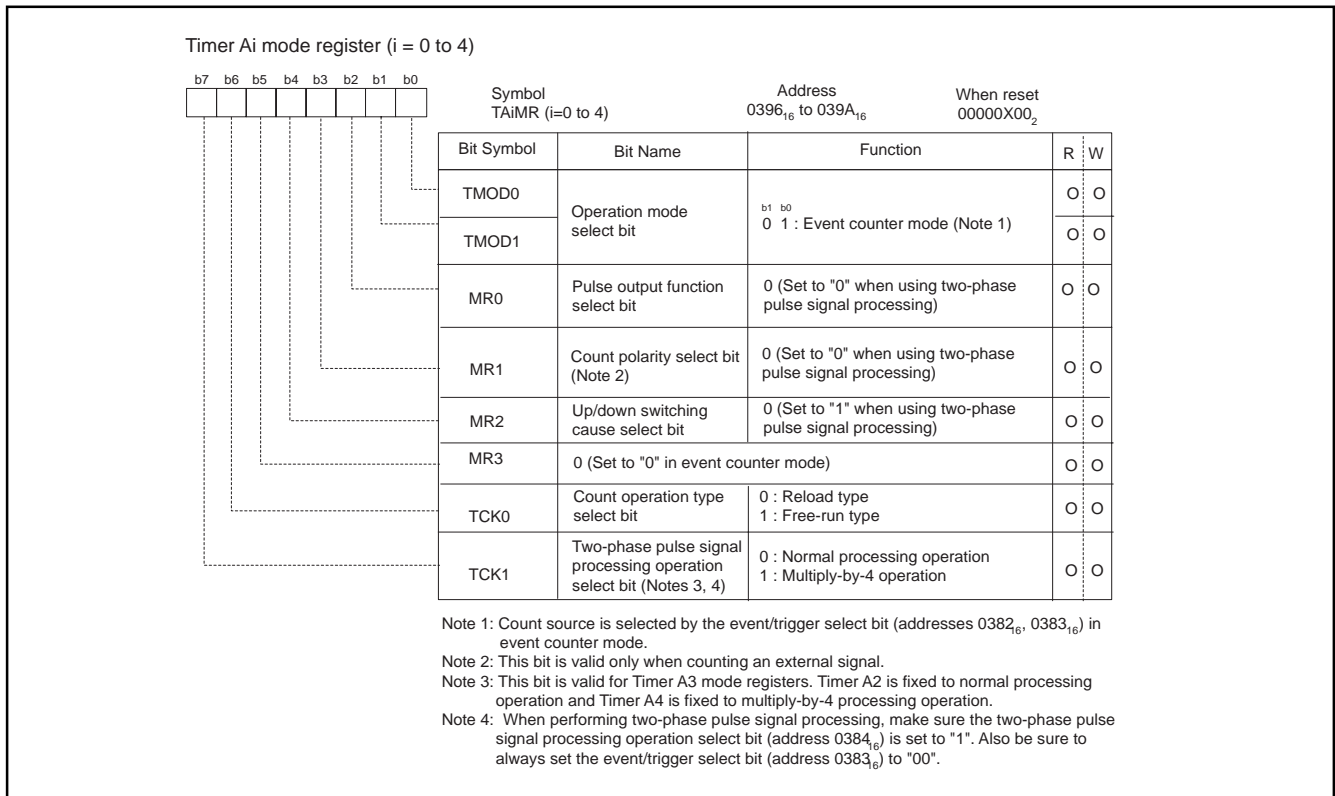 Timer Ai mode register (i = 0 to 4)
b7 b6 b5 b4 b3 b2 b1 b0
Symbol Address When reset
TAiMR (i=0 to 4) 0396₁₆ to 039A₁₆ 00000X00₂
Bit Symbol Bit Name Function R W
TMOD0 O O
Operation mode
select bit
b1 b0
0 1 : Event counter mode (Note 1)
TMOD1 O O
MR0 Pulse output function 0 (Set to "0" when using two-phase O O
select bit pulse signal processing)
MR1 Count polarity select bit 0 (Set to "0" when using two-phase O O
(Note 2) pulse signal processing)
MR2 Up/down switching 0 (Set to "1" when using two-phase O O
cause select bit pulse signal processing)
MR3 0 (Set to "0" in event counter mode) O O
TCK0 Count operation type 0 : Reload type O O
select bit 1 : Free-run type
TCK1 Two-phase pulse signal 0 : Normal processing operation O O
processing operation 1 : Multiply-by-4 operation
select bit (Notes 3, 4)
Note 1: Count source is selected by the event/trigger select bit (addresses 0382₁₆, 0383₁₆) in
event counter mode.
Note 2: This bit is valid only when counting an external signal.
Note 3: This bit is valid for Timer A3 mode registers. Timer A2 is fixed to normal processing
operation and Timer A4 is fixed to multiply-by-4 processing operation.
Note 4: When performing two-phase pulse signal processing, make sure the two-phase pulse
signal processing operation select bit (address 0384₁₆) is set to "1". Also be sure to
always set the event/trigger select bit (address 0383₁₆) to "00".